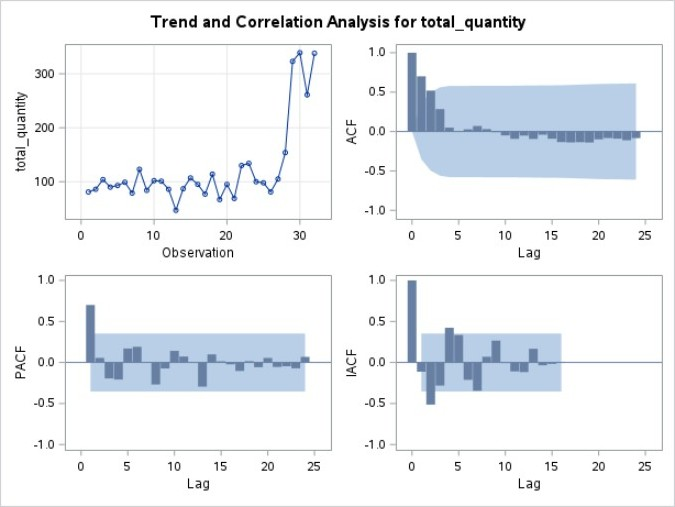 Trend and Correlation Analysis for total_quantity
300
200
100
total_quantity
0 10 20 30
Observation
1.0
0.5
0.0
-0.5
-1.0
ACF
0 5 10 15 20 25
Lag
1.0
0.5
0.0
-0.5
-1.0
PACF
0 5 10 15 20 25
Lag
1.0
0.5
0.0
-0.5
-1.0
IACF
0 5 10 15 20 25
Lag